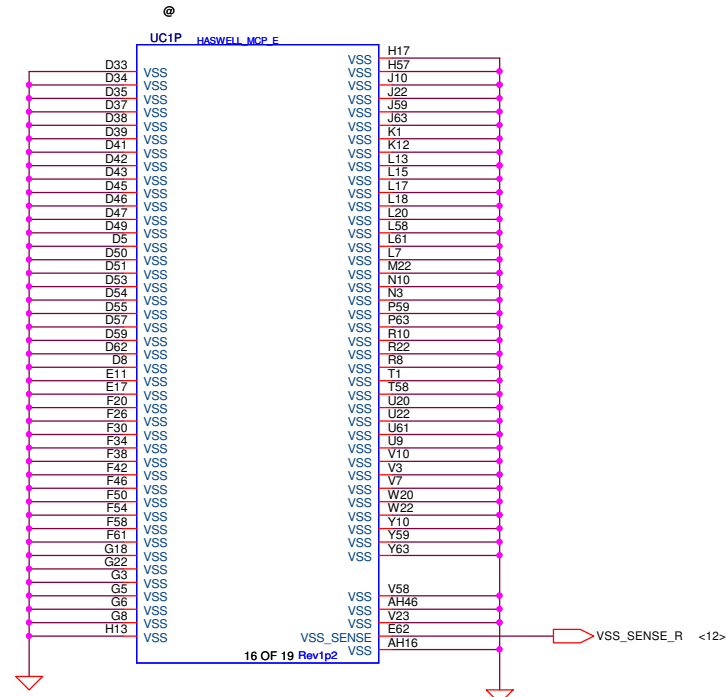 @
UC1P HASWELL_MCP_E
D33 VSS
D34 VSS
D35 VSS
D37 VSS
D38 VSS
D39 VSS
D41 VSS
D42 VSS
D43 VSS
D45 VSS
D46 VSS
D47 VSS
D49 VSS
D5 VSS
D50 VSS
D51 VSS
D53 VSS
D54 VSS
D55 VSS
D57 VSS
D59 VSS
D62 VSS
D8 VSS
E11 VSS
E17 VSS
F20 VSS
F26 VSS
F30 VSS
F34 VSS
F38 VSS
F42 VSS
F46 VSS
F50 VSS
F54 VSS
F58 VSS
F61 VSS
G18 VSS
G22 VSS
G3 VSS
G5 VSS
G6 VSS
G8 VSS
H13 VSS
VSS H17
VSS H57
VSS J10
VSS J22
VSS J59
VSS J63
VSS K1
VSS K12
VSS L13
VSS L15
VSS L17
VSS L18
VSS L20
VSS L58
VSS L61
VSS L7
VSS M22
VSS N10
VSS N3
VSS P59
VSS P63
VSS R10
VSS R22
VSS R8
VSS T1
VSS T58
VSS U20
VSS U22
VSS U61
VSS U9
VSS V10
VSS V3
VSS V7
VSS W20
VSS W22
VSS Y10
VSS Y59
VSS Y63
VSS V58
VSS AH46
VSS V23
VSS_SENSE E62 VSS_SENSE_R <12>
VSS AH16
16 OF 19 Rev1p2